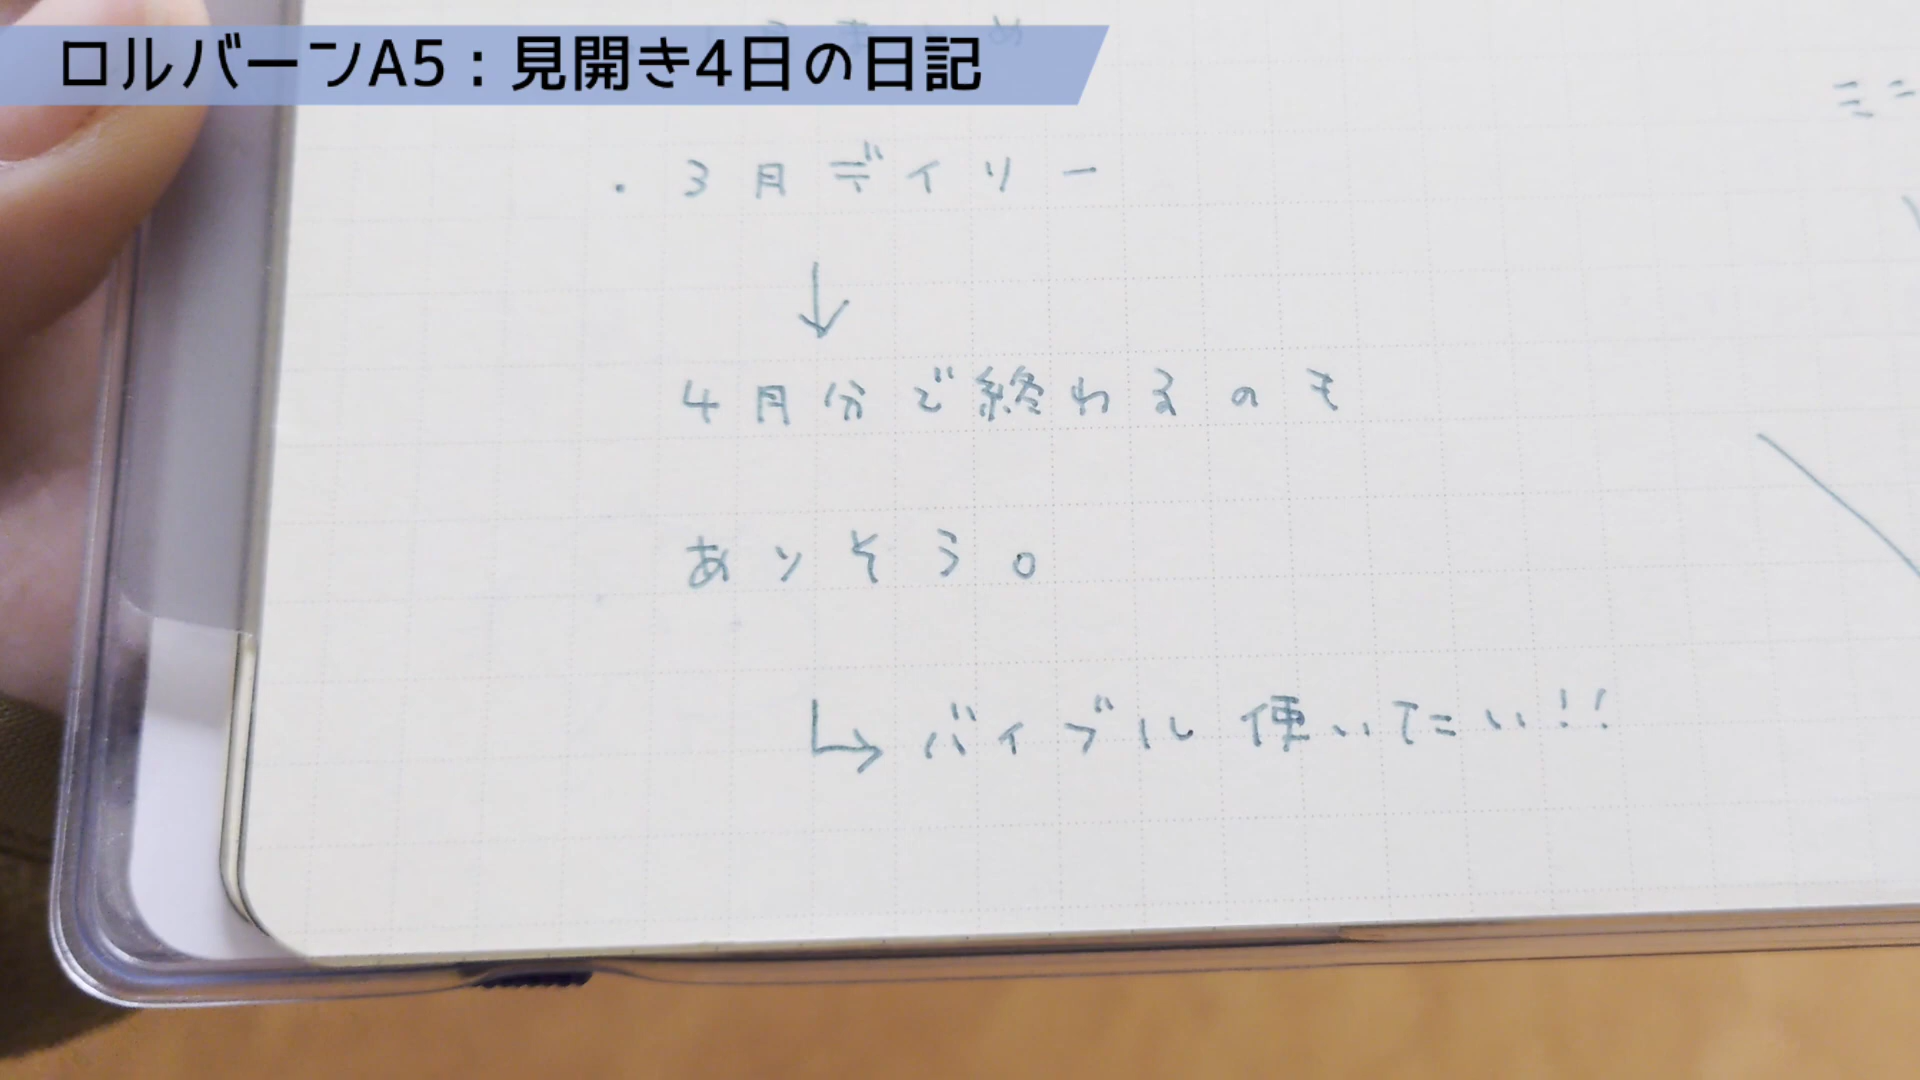 ロルバーンA5：見開き4日の日記
・3月デイリー
↓
4月分で終わるのも
ありそう。
↳バイブル使いたい!!